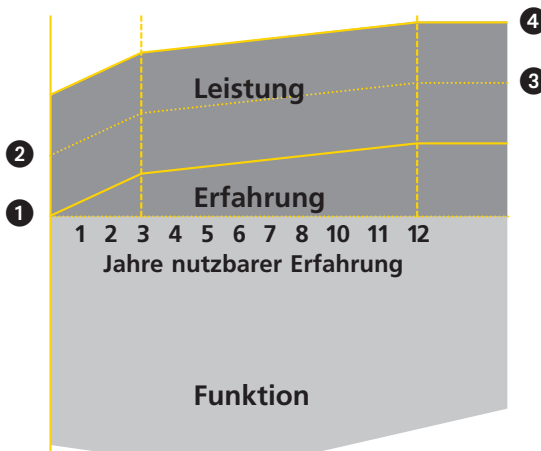 4
Leistung
3
2
Erfahrung
1
1 2 3 4 5 6 7 8 10 11 12
Jahre nutzbarer Erfahrung
Funktion